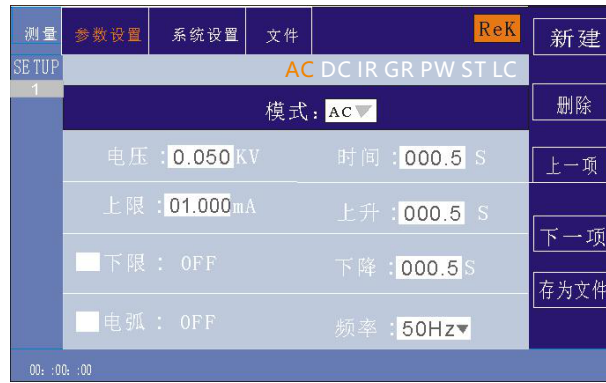 测量 参数设置 系统设置 文件 ReK 新建
SETUP AC DC IR GR PW ST LC
1
模式：AC 删除
电压：0.050KV 时间：000.5 S 上一项
上限：01.000mA 上升：000.5 S
下一项
下限：OFF 下降：000.5S
存为文件
电弧：OFF 频率：50Hz
00: :00: :00